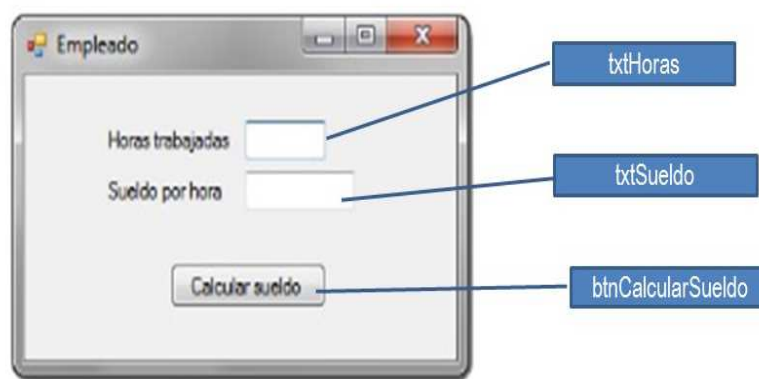 Empleado
txtHoras
Horas trabajadas
txtSueldo
Sueldo por hora
Calcular sueldo
btnCalcularSueldo